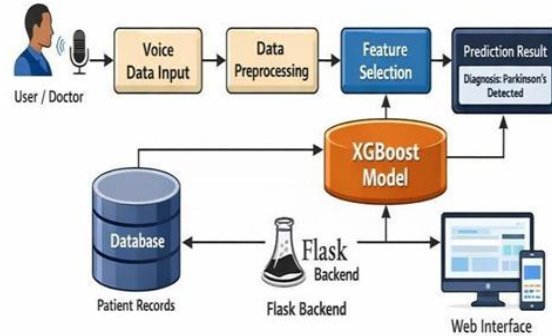 User / Doctor
Voice
Data Input
Data
Preprocessing
Feature
Selection
Prediction Result
Diagnosis: Parkinson's
Detected
XGBoost
Model
Database
Patient Records
Flask
Backend
Flask Backend
Web Interface